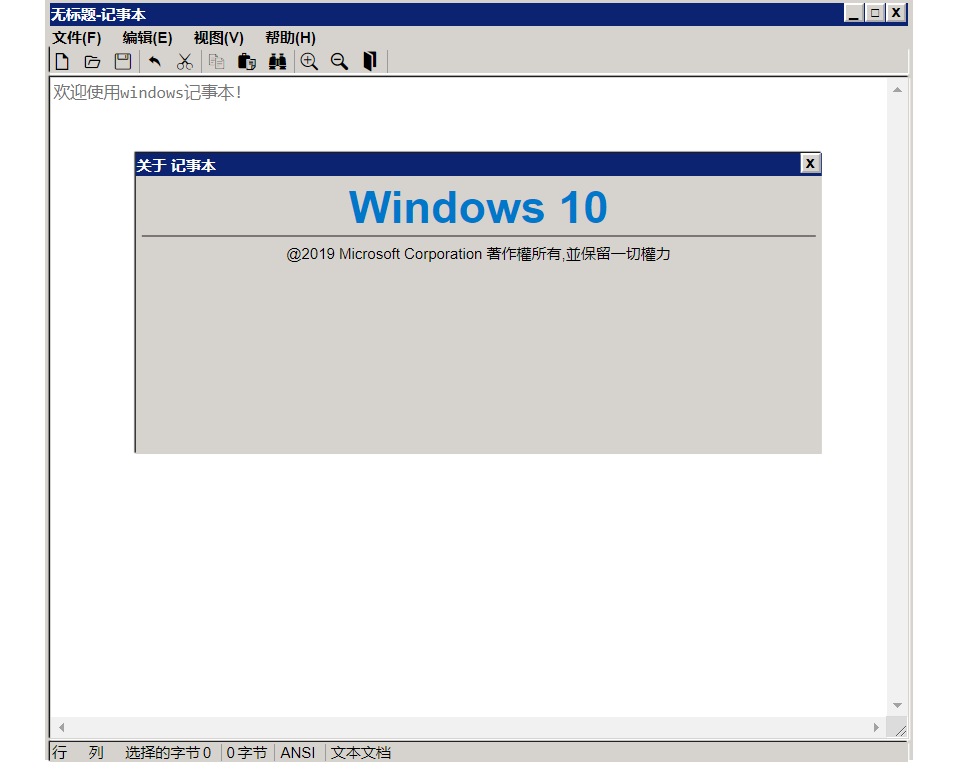 无标题-记事本
文件(F) 编辑(E) 视图(V) 帮助(H)
欢迎使用windows记事本!
关于 记事本
Windows 10
@2019 Microsoft Corporation 著作權所有,並保留一切權力
行 列 选择的字节0 0字节 ANSI 文本文档